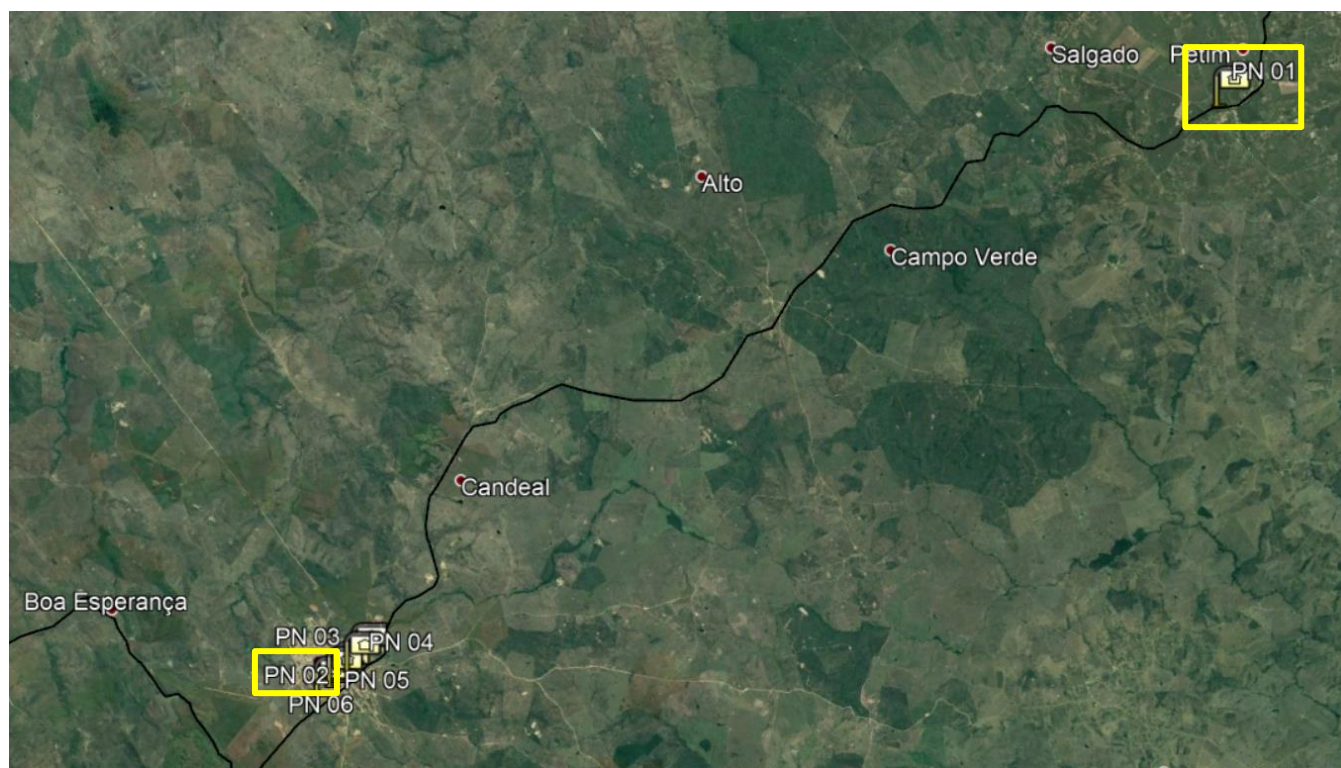 Salgado
Petim
PN 01
Alto
Campo Verde
Candeal
Boa Esperança
PN 03
PN 04
PN 02
PN 05
PN 06